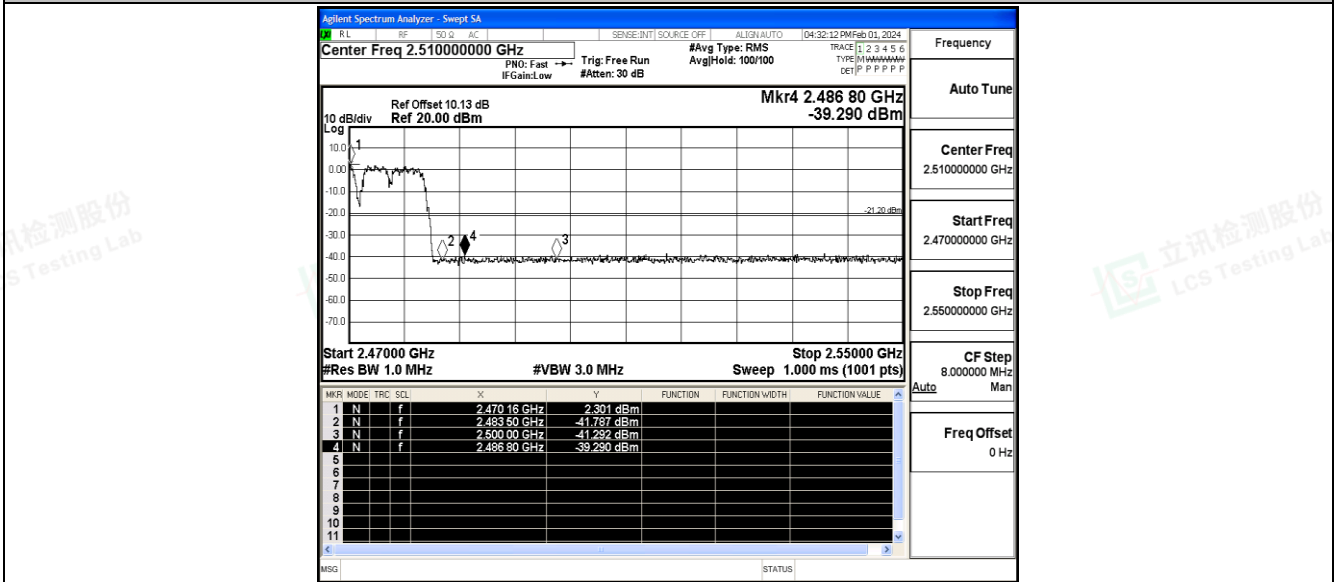 Agilent Spectrum Analyzer - Swept SA
RL RF 50 Ω AC SENSE:INT SOURCE OFF ALIGN AUTO 04:32:12 PM Feb 01, 2024
Center Freq 2.510000000 GHz
PNO: Fast
IFGain:Low
Trig: Free Run
#Atten: 30 dB
#Avg Type: RMS
Avg|Hold: 100/100
TRACE 1 2 3 4 5 6
TYPE M WWWWW
DET P P P P P P
Mkr4 2.486 80 GHz
-39.290 dBm
Ref Offset 10.13 dB
10 dB/div Ref 20.00 dBm
Log
10.0
0.00
-10.0
-20.0
-30.0
-40.0
-50.0
-60.0
-70.0
1
2
4
3
-21.20 dBm
Start 2.47000 GHz Stop 2.55000 GHz
#Res BW 1.0 MHz #VBW 3.0 MHz Sweep 1.000 ms (1001 pts)
MKR MODE TRC SCL X Y FUNCTION FUNCTION WIDTH FUNCTION VALUE
1 N f 2.470 16 GHz 2.301 dBm
2 N f 2.483 50 GHz -41.787 dBm
3 N f 2.500 00 GHz -41.292 dBm
4 N f 2.486 80 GHz -39.290 dBm
5
6
7
8
9
10
11
MSG STATUS
Frequency
Auto Tune
Center Freq
2.510000000 GHz
Start Freq
2.470000000 GHz
Stop Freq
2.550000000 GHz
CF Step
8.000000 MHz
Auto Man
Freq Offset
0 Hz
讯检测股份
CS Testing Lab
立讯检测股份
LCS Testing Lab